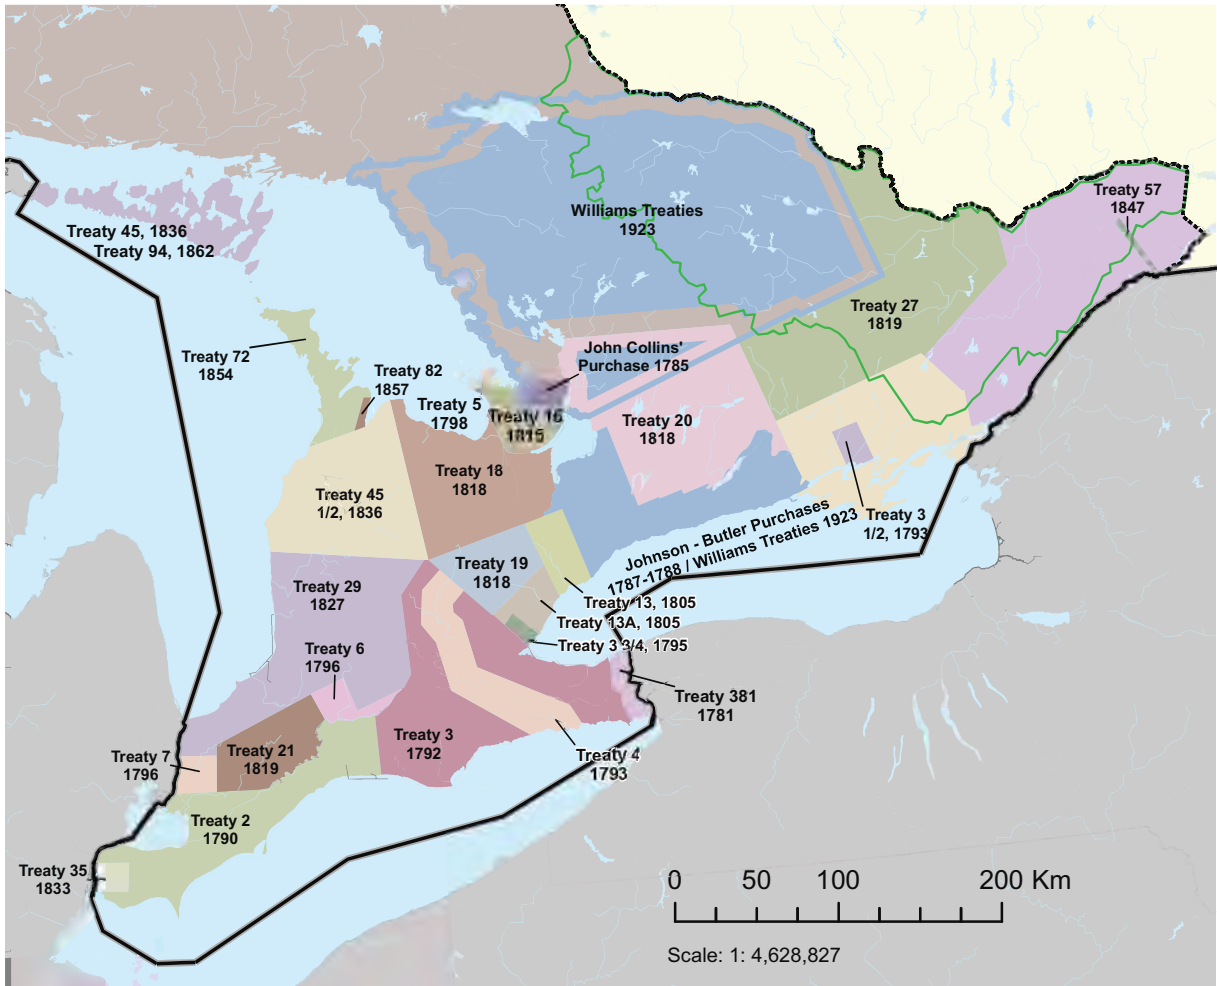 Treaty 57
1847
Williams Treaties
1923
Treaty 45, 1836
Treaty 94, 1862
Treaty 27
1819
Treaty 72
1854
John Collins'
Purchase 1785
Treaty 82
1857
Treaty 5
1798
Treaty 16
1815
Treaty 20
1818
Treaty 18
1818
Treaty 45
1/2, 1836
Treaty 3
1/2, 1793
Johnson - Butler Purchases
1787-1788 / Williams Treaties 1923
Treaty 19
1818
Treaty 29
1827
Treaty 13, 1805
Treaty 13A, 1805
Treaty 3 3/4, 1795
Treaty 6
1796
Treaty 381
1781
Treaty 3
1792
Treaty 21
1819
Treaty 7
1796
Treaty 4
1793
Treaty 2
1790
Treaty 35
1833
0 50 100 200 Km
Scale: 1: 4,628,827